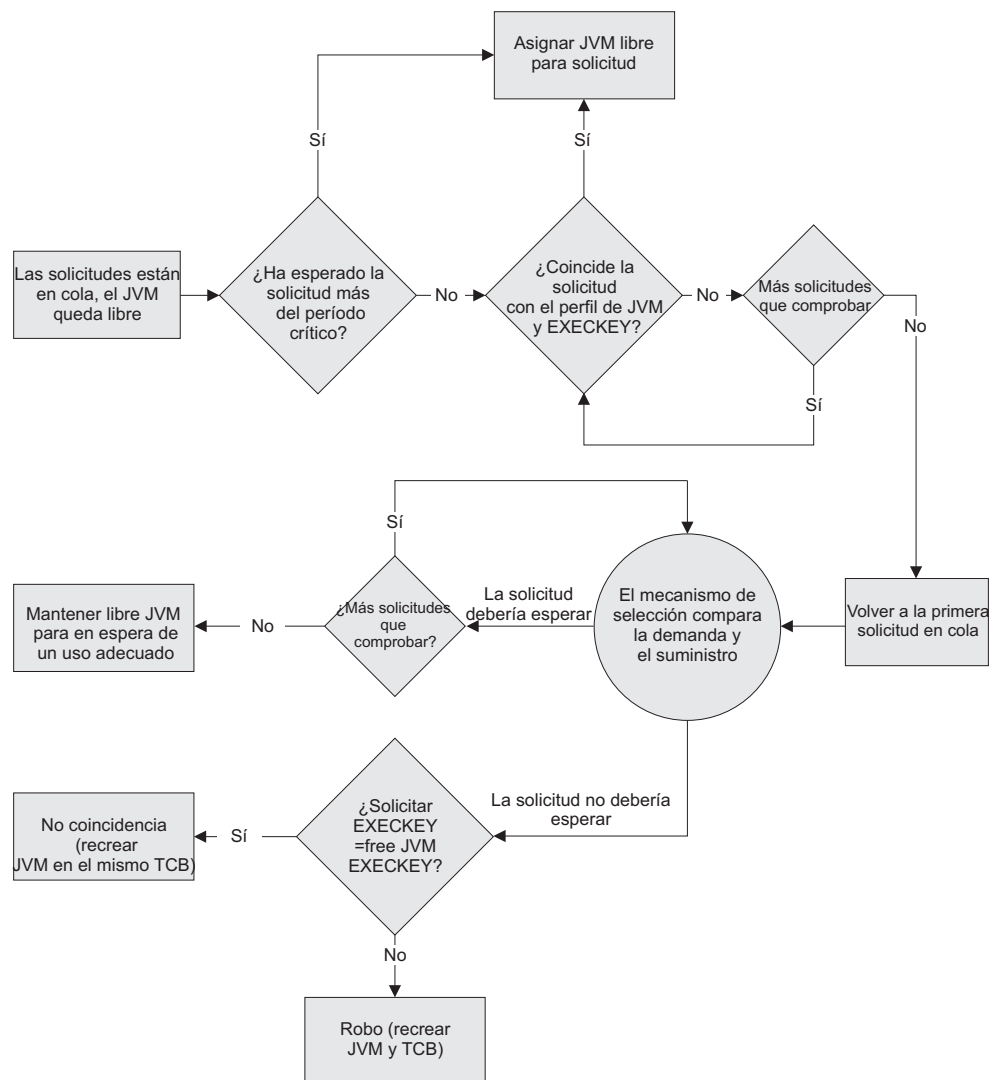 Asignar JVM libre
para solicitud
Sí
Sí
Las solicitudes están
en cola, el JVM
queda libre
¿Ha esperado la
solicitud más
del período
crítico?
No
¿Coincide la
solicitud
con el perfil de JVM
y EXECKEY?
No
Más solicitudes
que comprobar
No
Sí
Sí
Mantener libre JVM
para en espera de
un uso adecuado
No
¿Más solicitudes
que
comprobar?
La solicitud
debería esperar
El mecanismo de
selección compara
la demanda y
el suministro
Volver a la primera
solicitud en cola
No coincidencia
(recrear
JVM en el mismo TCB)
Sí
¿Solicitar
EXECKEY
=free JVM
EXECKEY?
La solicitud no debería
esperar
No
Robo (recrear
JVM y TCB)